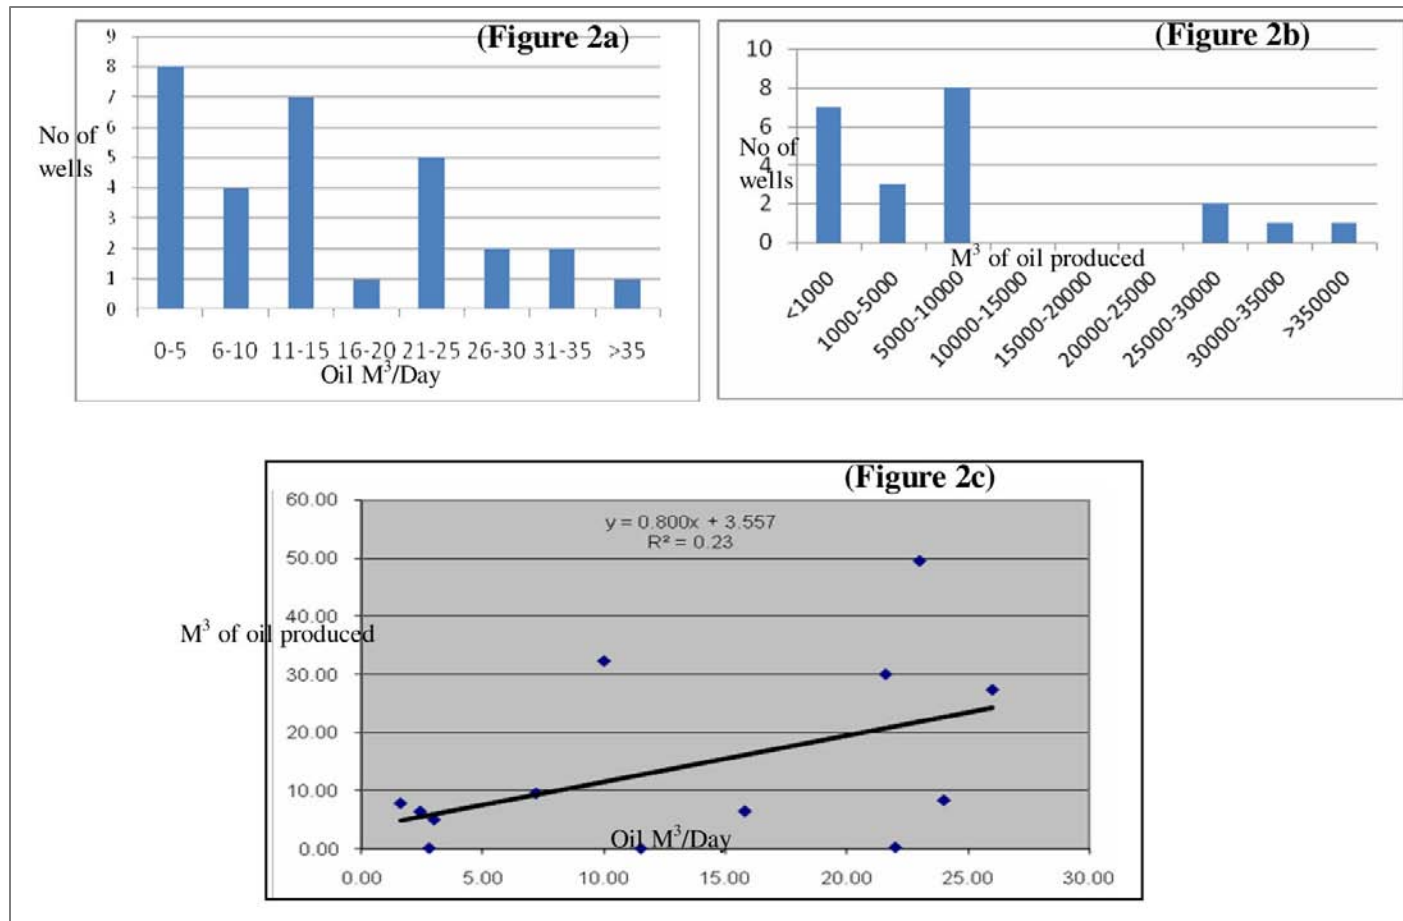 (Figure 2a)
9
8
7
6
5
4
3
2
1
0
No of
wells
0-5 6-10 11-15 16-20 21-25 26-30 31-35 >35
Oil M³/Day
(Figure 2b)
10
8
6
4
2
0
No of
wells
M³ of oil produced
<1000
1000-5000
5000-10000
10000-15000
15000-20000
20000-25000
25000-30000
30000-35000
>350000
(Figure 2c)
60.00
50.00
40.00
30.00
20.00
10.00
0.00
y = 0.800x + 3.557
R² = 0.23
M³ of oil produced
Oil M³/Day
0.00 5.00 10.00 15.00 20.00 25.00 30.00